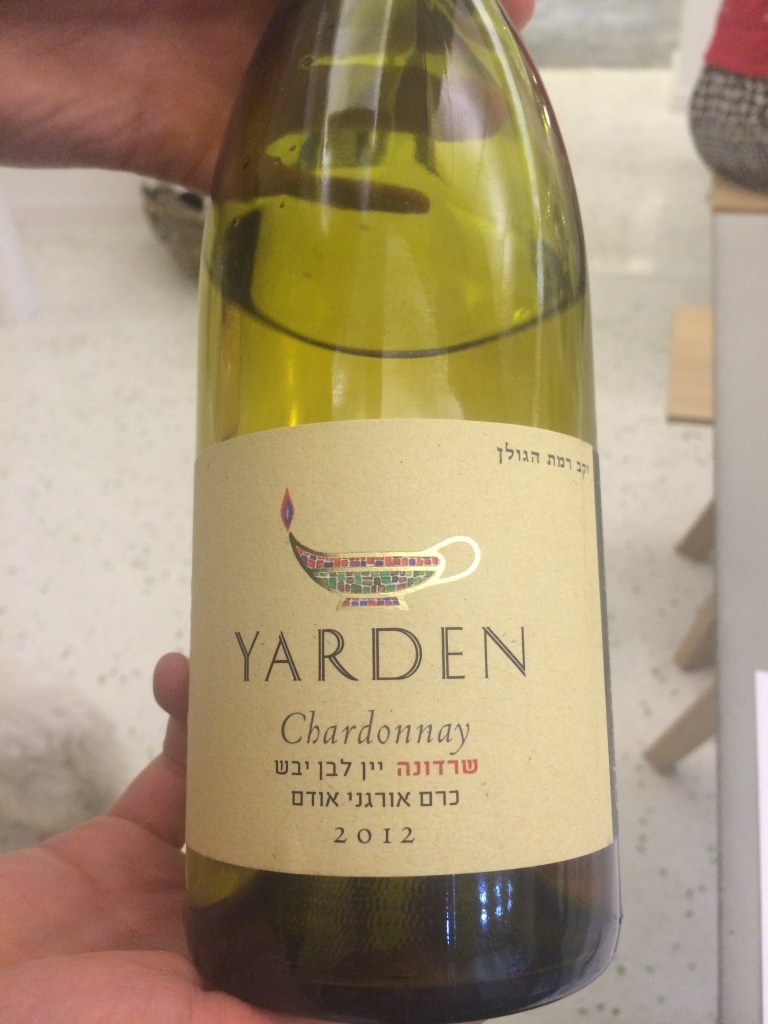 יקב רמת הגולן
YARDEN
Chardonnay
שרדונה יין לבן יבש
כרם אורגני אודם
2012